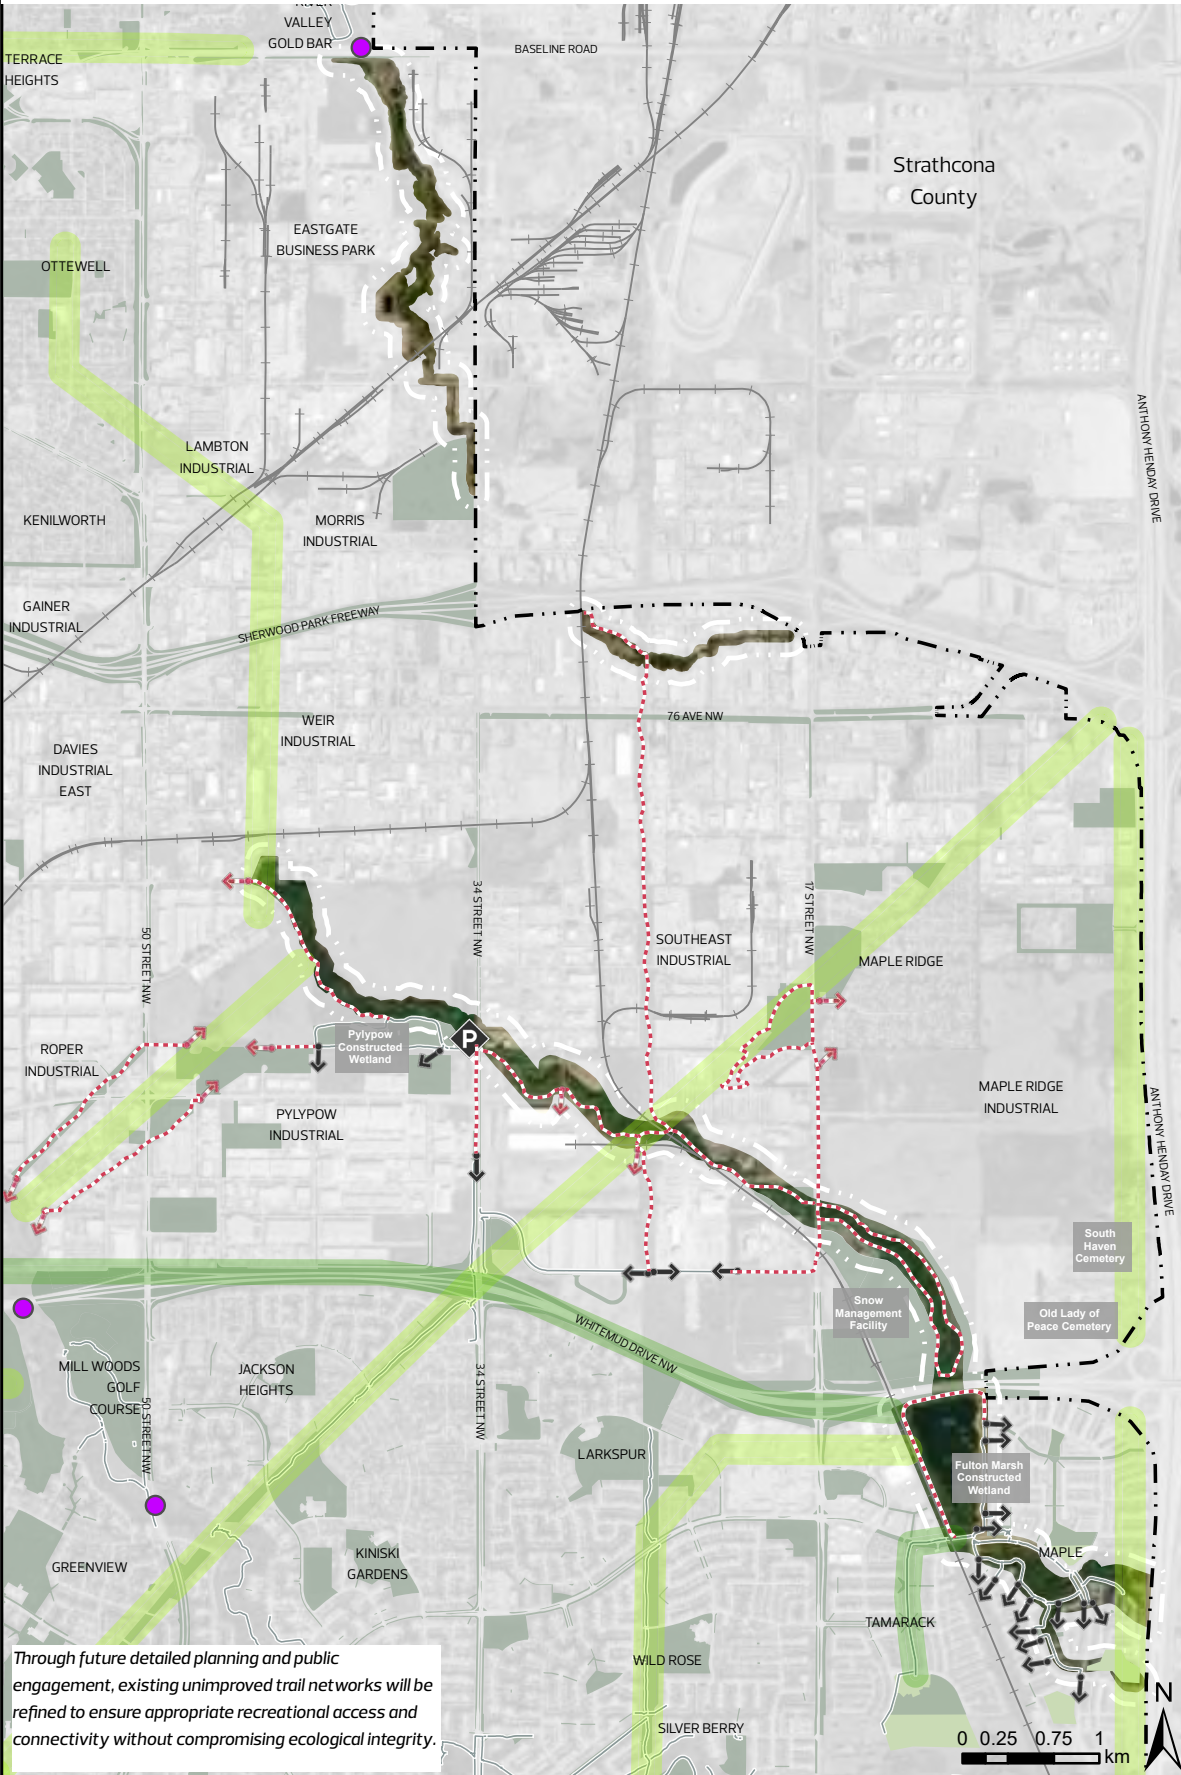 RIVER
VALLEY
GOLD BAR
BASELINE ROAD
TERRACE
HEIGHTS
Strathcona
County
EASTGATE
BUSINESS PARK
OTTEWELL
ANTHONY HENDAY DRIVE
LAMBTON
INDUSTRIAL
KENILWORTH
MORRIS
INDUSTRIAL
GAINER
INDUSTRIAL
SHERWOOD PARK FREEWAY
WEIR
INDUSTRIAL
76 AVE NW
DAVIES
INDUSTRIAL
EAST
34 STREET NW
17 STREET NW
50 STREET NW
SOUTHEAST
INDUSTRIAL
MAPLE RIDGE
P
Pylypow
Constructed
Wetland
ROPER
INDUSTRIAL
MAPLE RIDGE
INDUSTRIAL
PYLYPOW
INDUSTRIAL
ANTHONY HENDAY DRIVE
South
Haven
Cemetery
Snow
Management
Facility
Old Lady of
Peace Cemetery
WHITEMUD DRIVE NW
MILL WOODS
GOLF
COURSE
JACKSON
HEIGHTS
34 STREET NW
50 STREET NW
LARKSPUR
Fulton Marsh
Constructed
Wetland
GREENVIEW
KINISKI
GARDENS
MAPLE
TAMARACK
WILD ROSE
SILVER BERRY
Through future detailed planning and public
engagement, existing unimproved trail networks will be
refined to ensure appropriate recreational access and
connectivity without compromising ecological integrity.
N
0 0.25 0.75 1
km